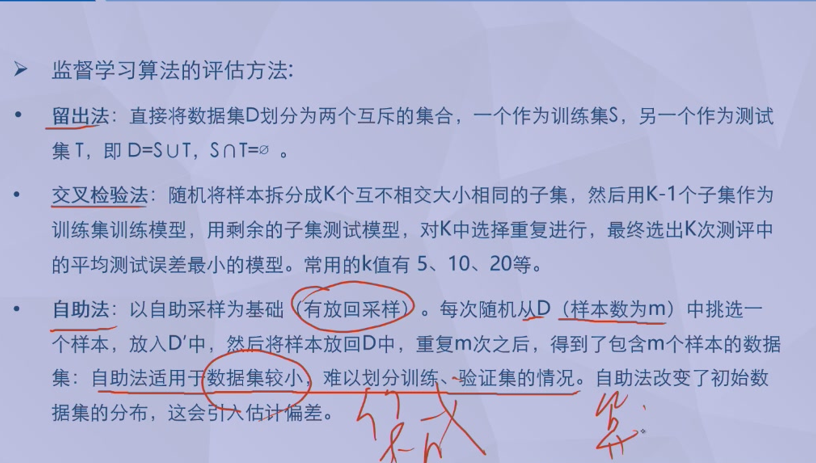 监督学习算法的评估方法:
留出法：直接将数据集D划分为两个互斥的集合，一个作为训练集S，另一个作为测试
集 T，即 D=S∪T，S∩T=∅ 。
交叉检验法：随机将样本拆分成K个互不相交大小相同的子集，然后用K-1个子集作为
训练集训练模型，用剩余的子集测试模型，对K中选择重复进行，最终选出K次测评中
的平均测试误差最小的模型。常用的k值有 5、10、20等。
自助法：以自助采样为基础（有放回采样）。每次随机从D（样本数为m）中挑选一
个样本，放入D'中，然后将样本放回D中，重复m次之后，得到了包含m个样本的数据
集：自助法适用于数据集较小，难以划分训练、验证集的情况。自助法改变了初始数
据集的分布，这会引入估计偏差。